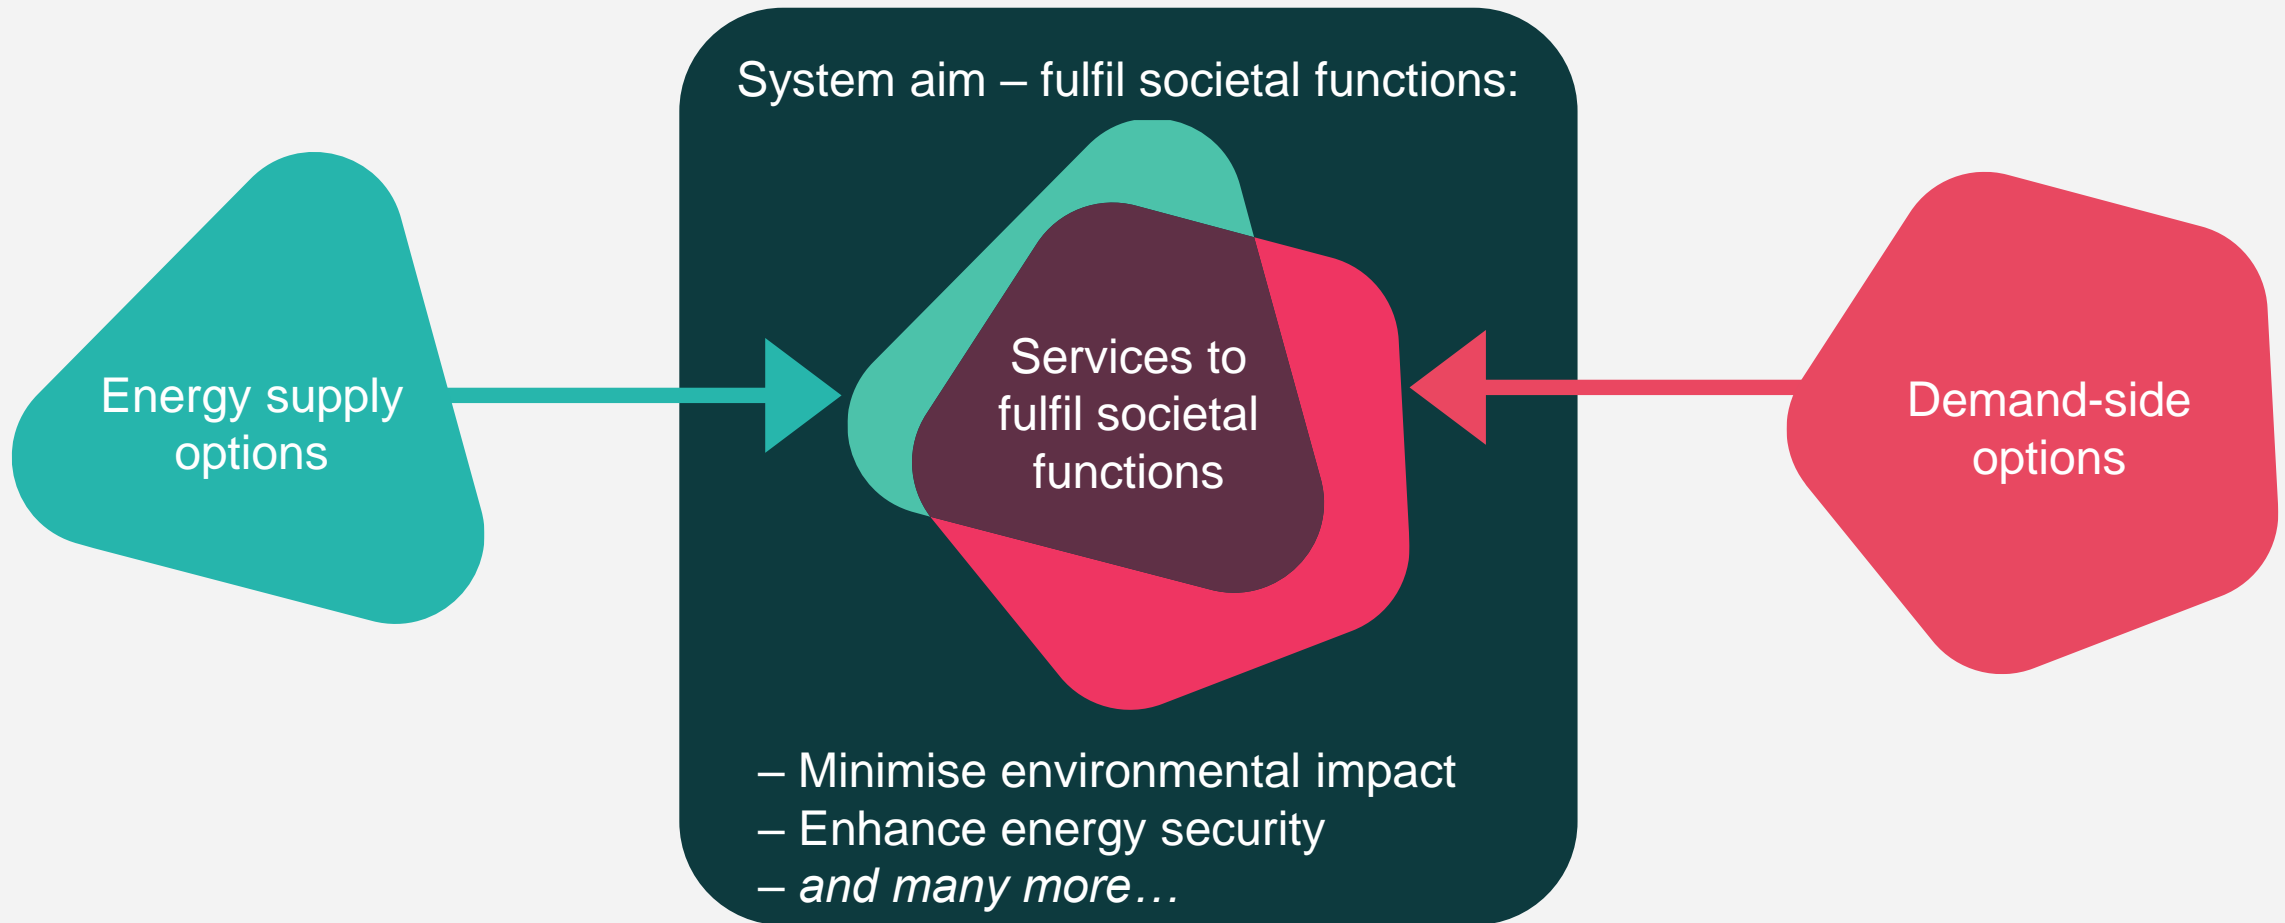 System aim – fulfil societal functions:
Energy supply
options
Services to
fulfil societal
functions
Demand-side
options
– Minimise environmental impact
– Enhance energy security
– and many more…